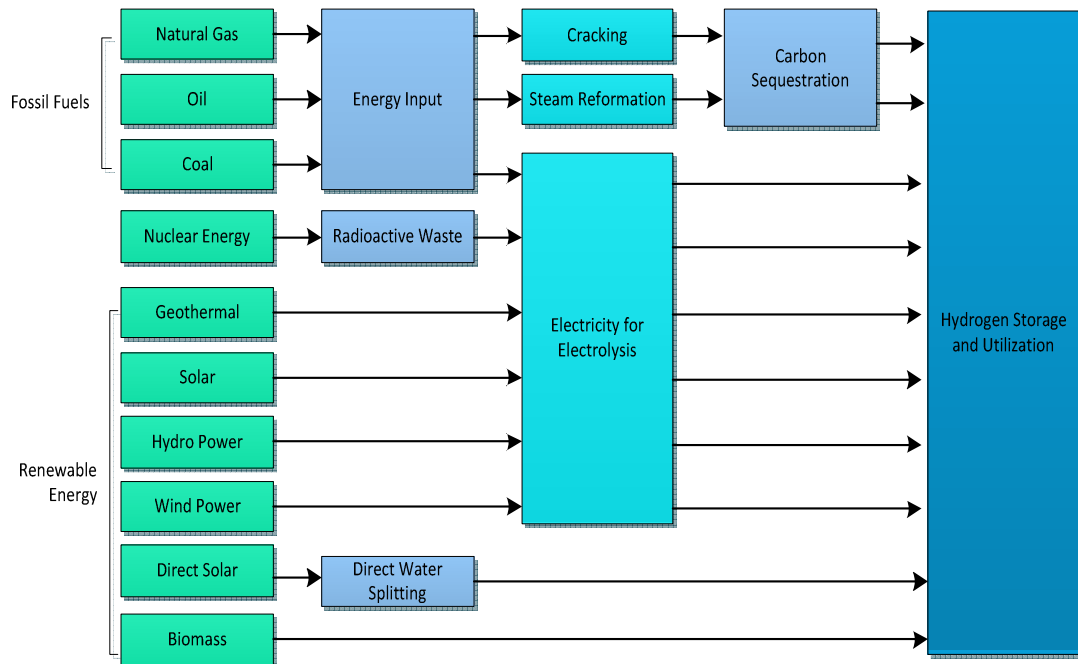 Natural Gas
Cracking
Carbon
Sequestration
Fossil Fuels
Oil
Energy Input
Steam Reformation
Coal
Nuclear Energy
Radioactive Waste
Geothermal
Electricity for
Electrolysis
Hydrogen Storage
and Utilization
Solar
Hydro Power
Renewable
Energy
Wind Power
Direct Solar
Direct Water
Splitting
Biomass